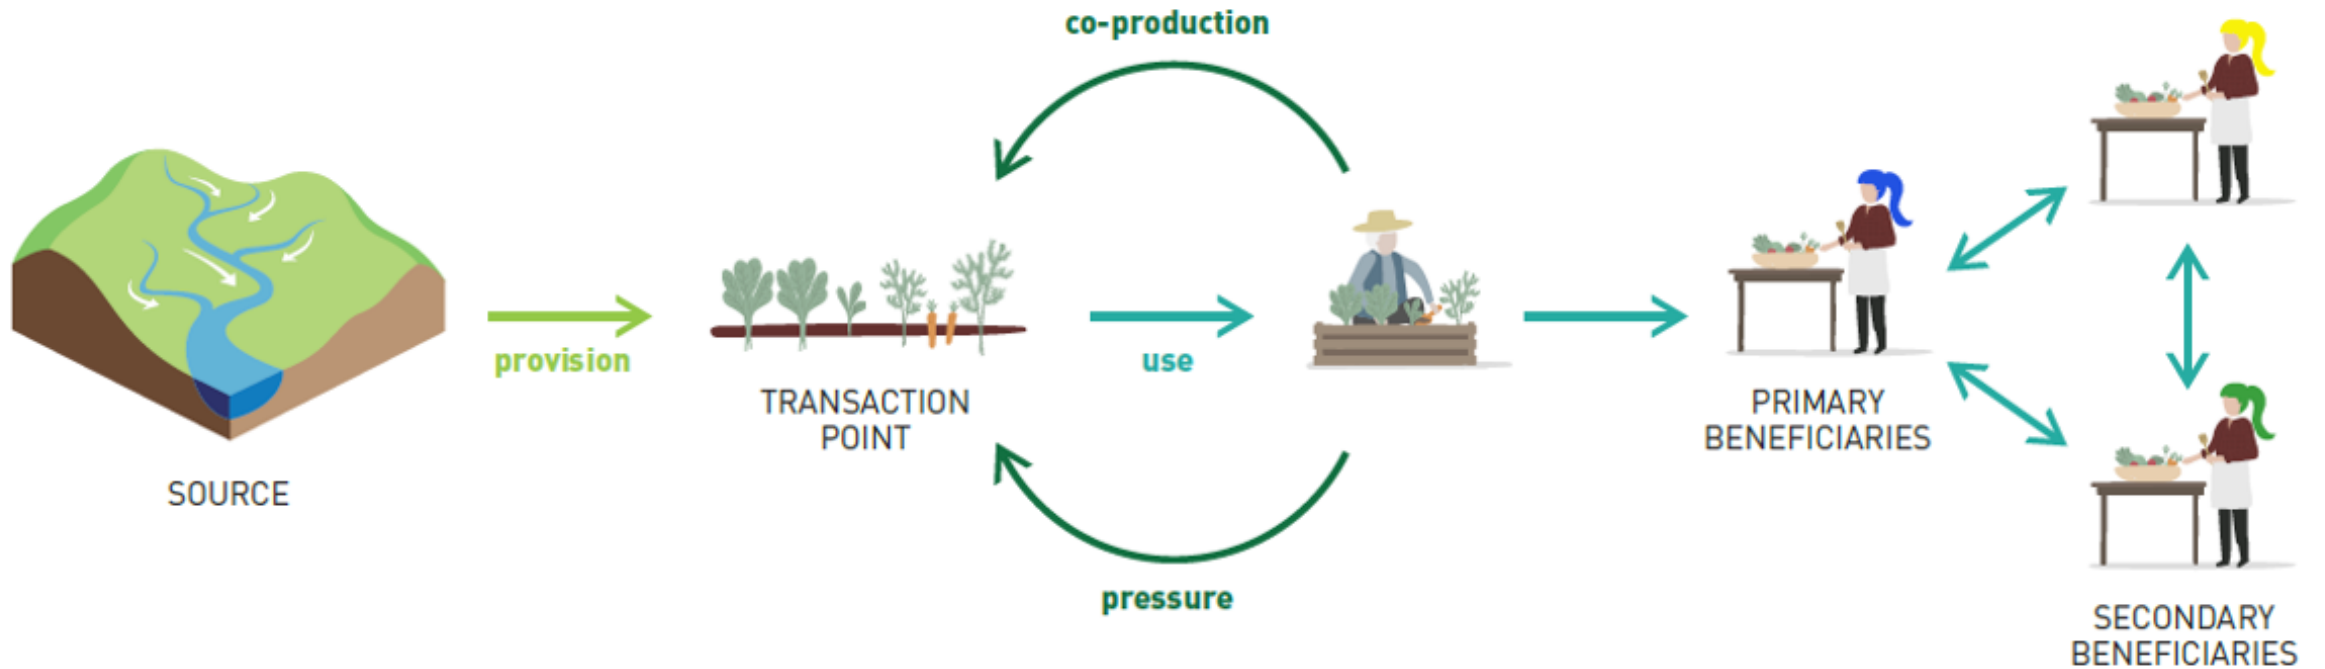 co-production
provision
use
TRANSACTION
POINT
PRIMARY
BENEFICIARIES
SOURCE
pressure
SECONDARY
BENEFICIARIES